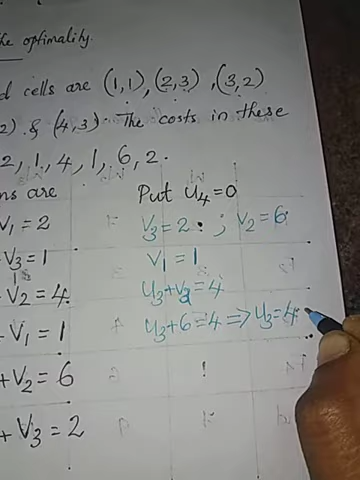 the optimality.
d cells are (1,1), (2,3), (3,2)
2) & (4,3). The costs in these
2, 1, 4, 1, 6, 2.
ns are Put U4=0
V1 = 2 V3 = 2 ; V2 = 6
V3 = 1 V1 = 1
+ V2 = 4 U3+V2 = 4
+ V1 = 1 U3+6 = 4 => U3 = 4
+ V2 = 6
+ V3 = 2